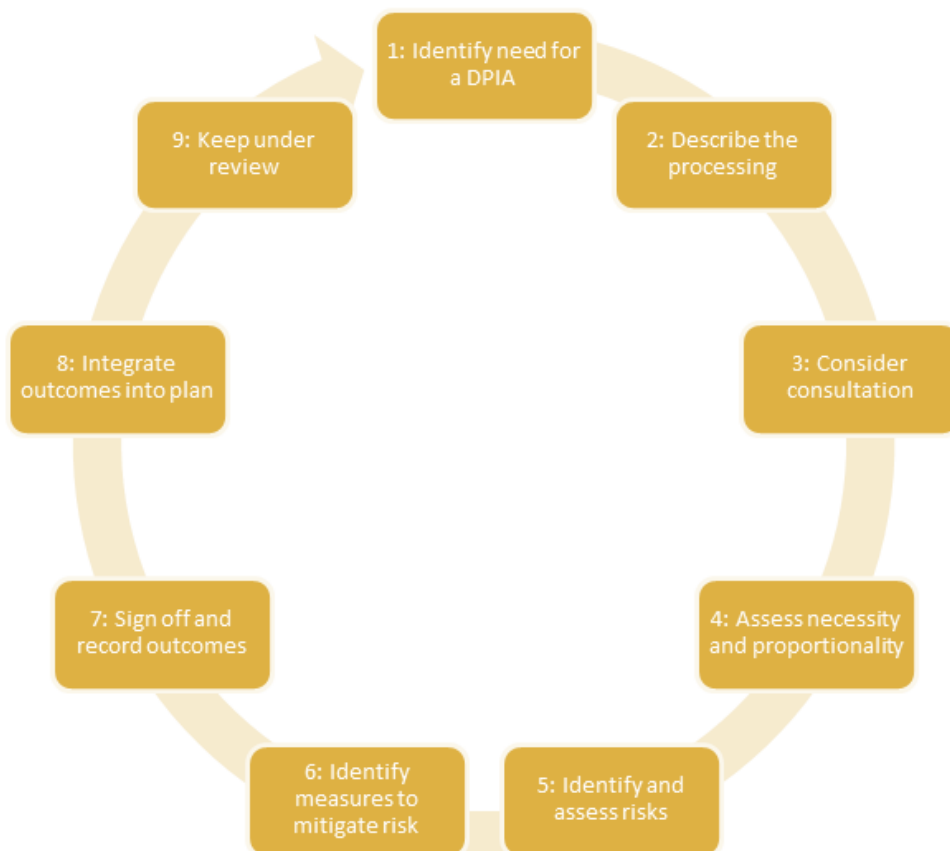 1: Identify need for
a DPIA
2: Describe the
processing
3: Consider
consultation
4: Assess necessity
and proportionality
5: Identify and
assess risks
6: Identify
measures to
mitigate risk
7: Sign off and
record outcomes
8: Integrate
outcomes into plan
9: Keep under
review